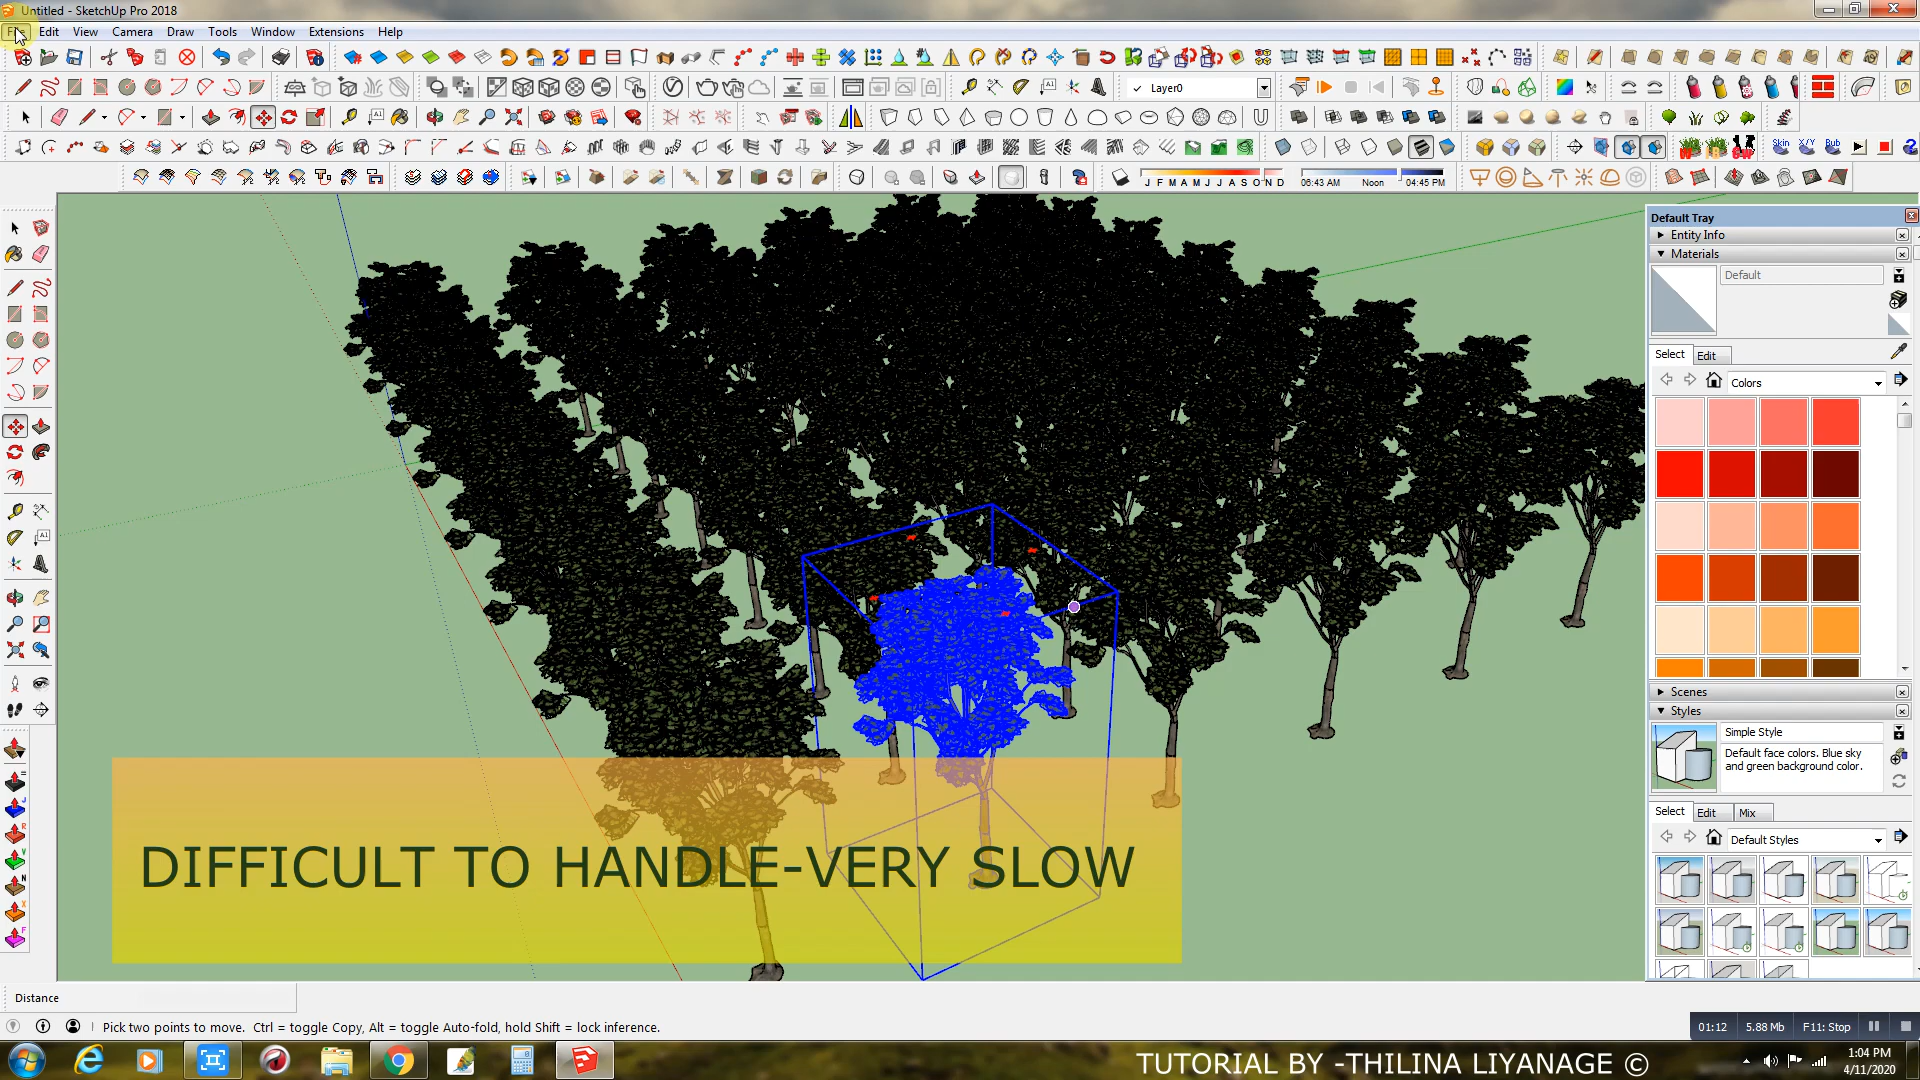 Untitled - SketchUp Pro 2018
Edit View Camera Draw Tools Window Extensions Help
Layer0
Skin X/Y Bub
J F M A M J J A S O N D
06:43 AM Noon 04:45 PM
Default Tray
Entity Info
Materials
Default
Select Edit
Colors
Scenes
Styles
Simple Style
Default face colors. Blue sky
and green background color.
Select Edit Mix
Default Styles
DIFFICULT TO HANDLE-VERY SLOW
Distance
Pick two points to move. Ctrl = toggle Copy, Alt = toggle Auto-fold, hold Shift = lock inference.
01:12 5.88 Mb F11: Stop
TUTORIAL BY -THILINA LIYANAGE ©
1:04 PM
4/11/2020